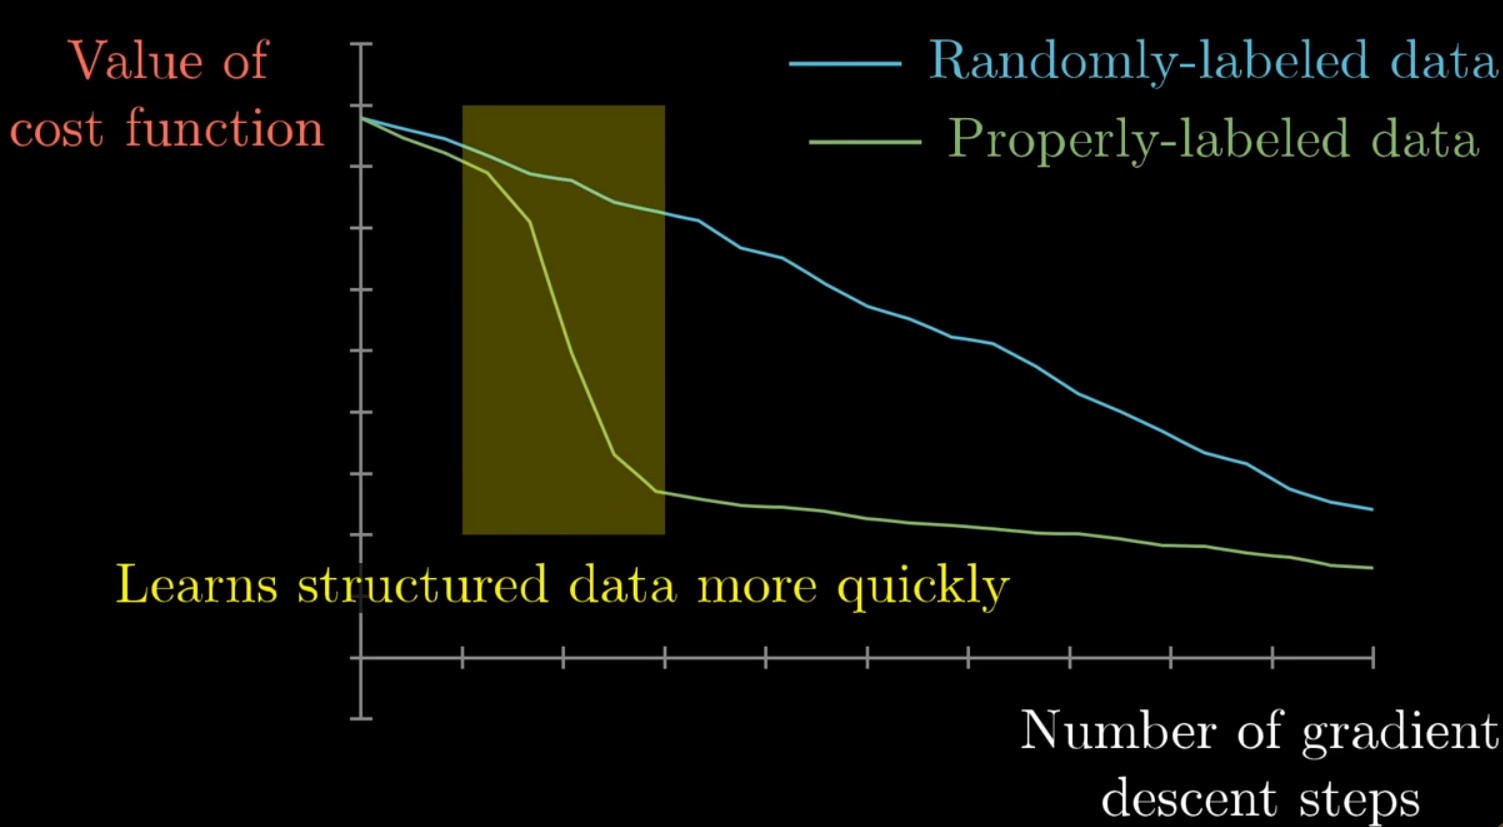 Value of
cost function
Randomly-labeled data
Properly-labeled data
Learns structured data more quickly
Number of gradient
descent steps